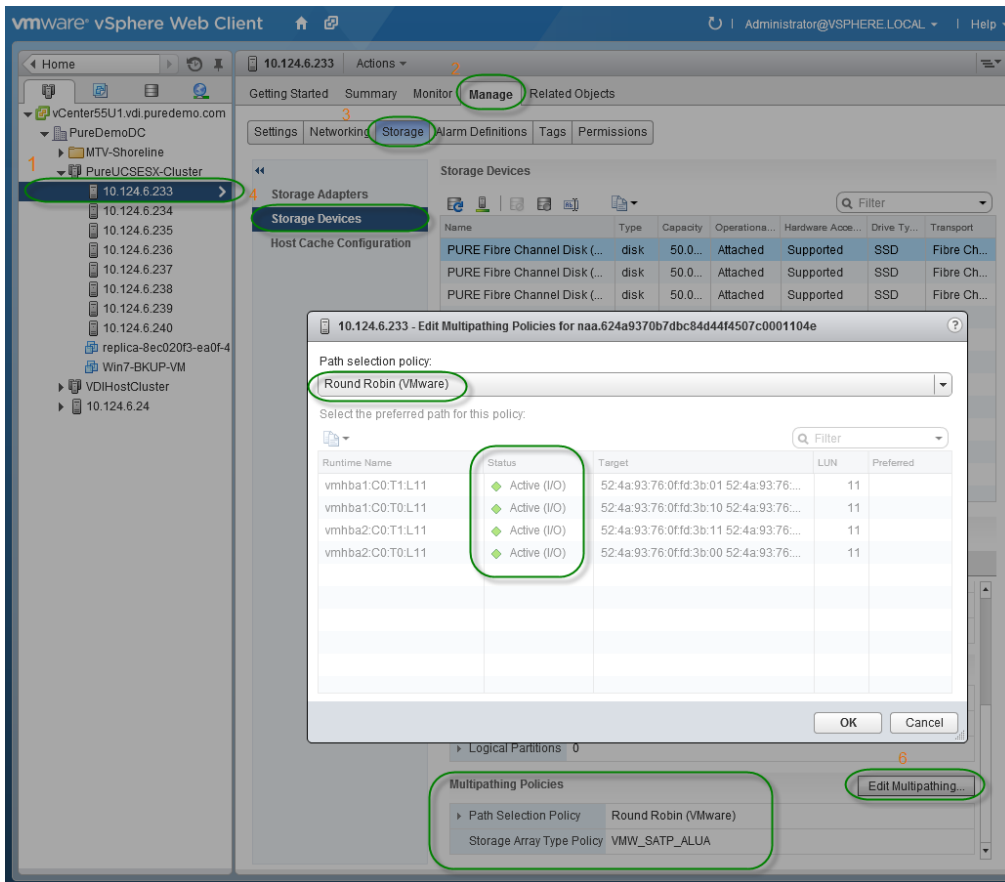 vmware® vSphere Web Client
Administrator@VSPHERE.LOCAL
Help
Home
10.124.6.233
Actions
2
Getting Started
Summary
Monitor
Manage
Related Objects
3
Settings
Networking
Storage
Alarm Definitions
Tags
Permissions
vCenter55U1.vdi.puredemo.com
PureDemoDC
MTV-Shoreline
1
PureUCSESX-Cluster
10.124.6.233
10.124.6.234
10.124.6.235
10.124.6.236
10.124.6.237
10.124.6.238
10.124.6.239
10.124.6.240
replica-8ec020f3-ea0f-4
Win7-BKUP-VM
VDIHostCluster
10.124.6.24
4
Storage Adapters
Storage Devices
Host Cache Configuration
Storage Devices
Filter
Name Type Capacity Operationa... Hardware Acce... Drive Ty... Transport
PURE Fibre Channel Disk (... disk 50.0... Attached Supported SSD Fibre Ch...
PURE Fibre Channel Disk (... disk 50.0... Attached Supported SSD Fibre Ch...
PURE Fibre Channel Disk (... disk 50.0... Attached Supported SSD Fibre Ch...
10.124.6.233 - Edit Multipathing Policies for naa.624a9370b7dbc84d44f4507c0001104e
?
Path selection policy:
Round Robin (VMware)
Select the preferred path for this policy:
Filter
Runtime Name Status Target LUN Preferred
vmhba1:C0:T1:L11 Active (I/O) 52:4a:93:76:0f:fd:3b:01 52:4a:93:76:... 11
vmhba1:C0:T0:L11 Active (I/O) 52:4a:93:76:0f:fd:3b:10 52:4a:93:76:... 11
vmhba2:C0:T1:L11 Active (I/O) 52:4a:93:76:0f:fd:3b:11 52:4a:93:76:... 11
vmhba2:C0:T0:L11 Active (I/O) 52:4a:93:76:0f:fd:3b:00 52:4a:93:76:... 11
OK
Cancel
Logical Partitions 0
6
Multipathing Policies
Edit Multipathing...
Path Selection Policy Round Robin (VMware)
Storage Array Type Policy VMW_SATP_ALUA